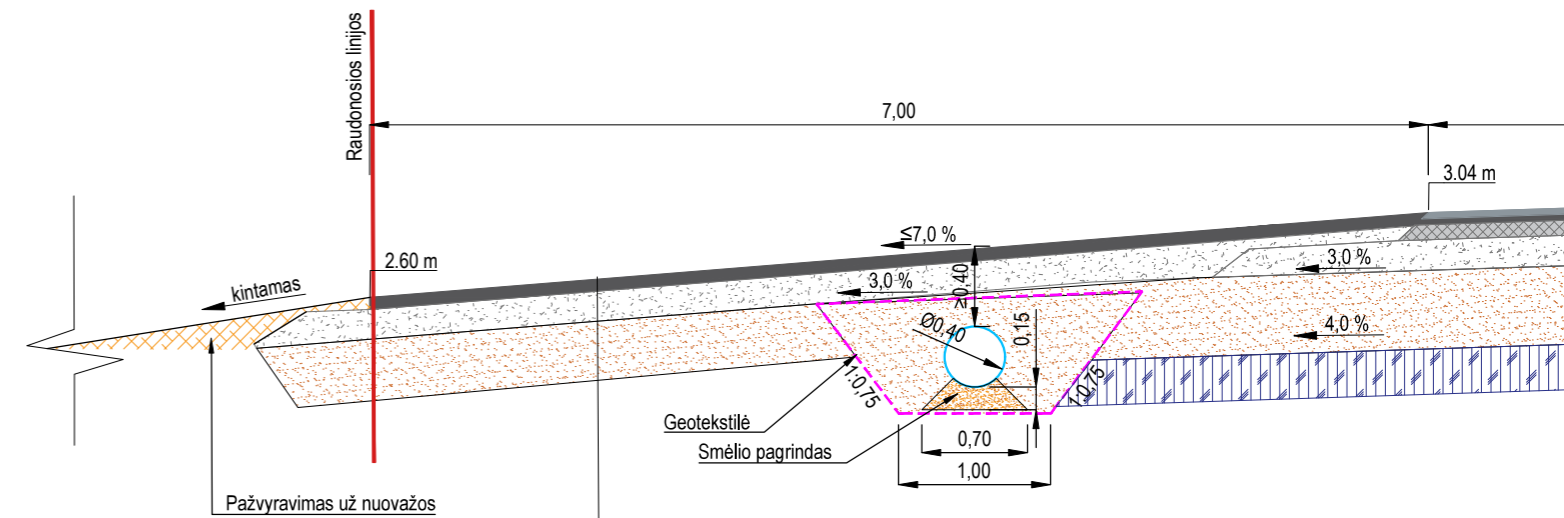 Raudonosios linijos
7,00
3.04 m
≤7,0 %
2.60 m
3,0 %
3,0 %
kintamas
≥0,40
Ø0,40
0,15
4,0 %
1:0,75
1:0,75
Geotekstilė
Smėlio pagrindas
0,70
1,00
Pažvyravimas už nuovažos